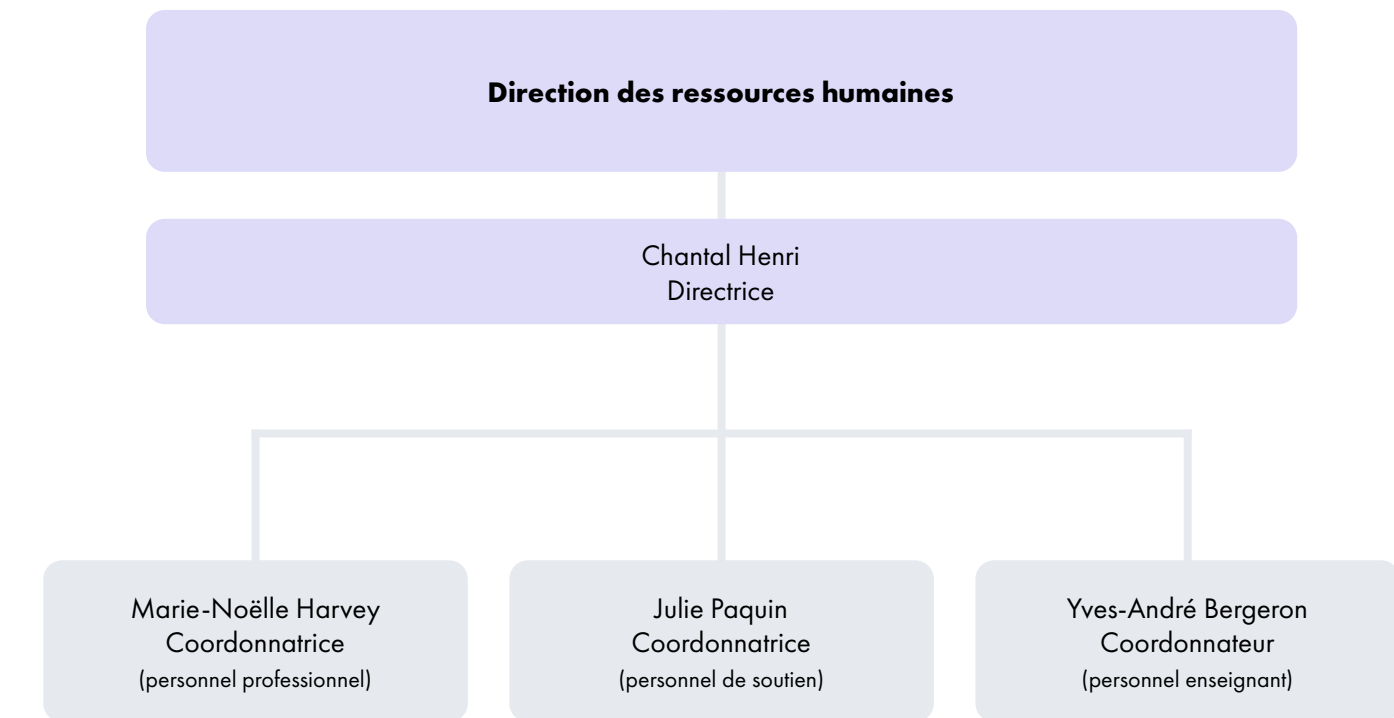 Direction des ressources humaines
Chantal Henri
Directrice
Marie-Noëlle Harvey
Coordonnatrice
(personnel professionnel)
Julie Paquin
Coordonnatrice
(personnel de soutien)
Yves-André Bergeron
Coordonnateur
(personnel enseignant)